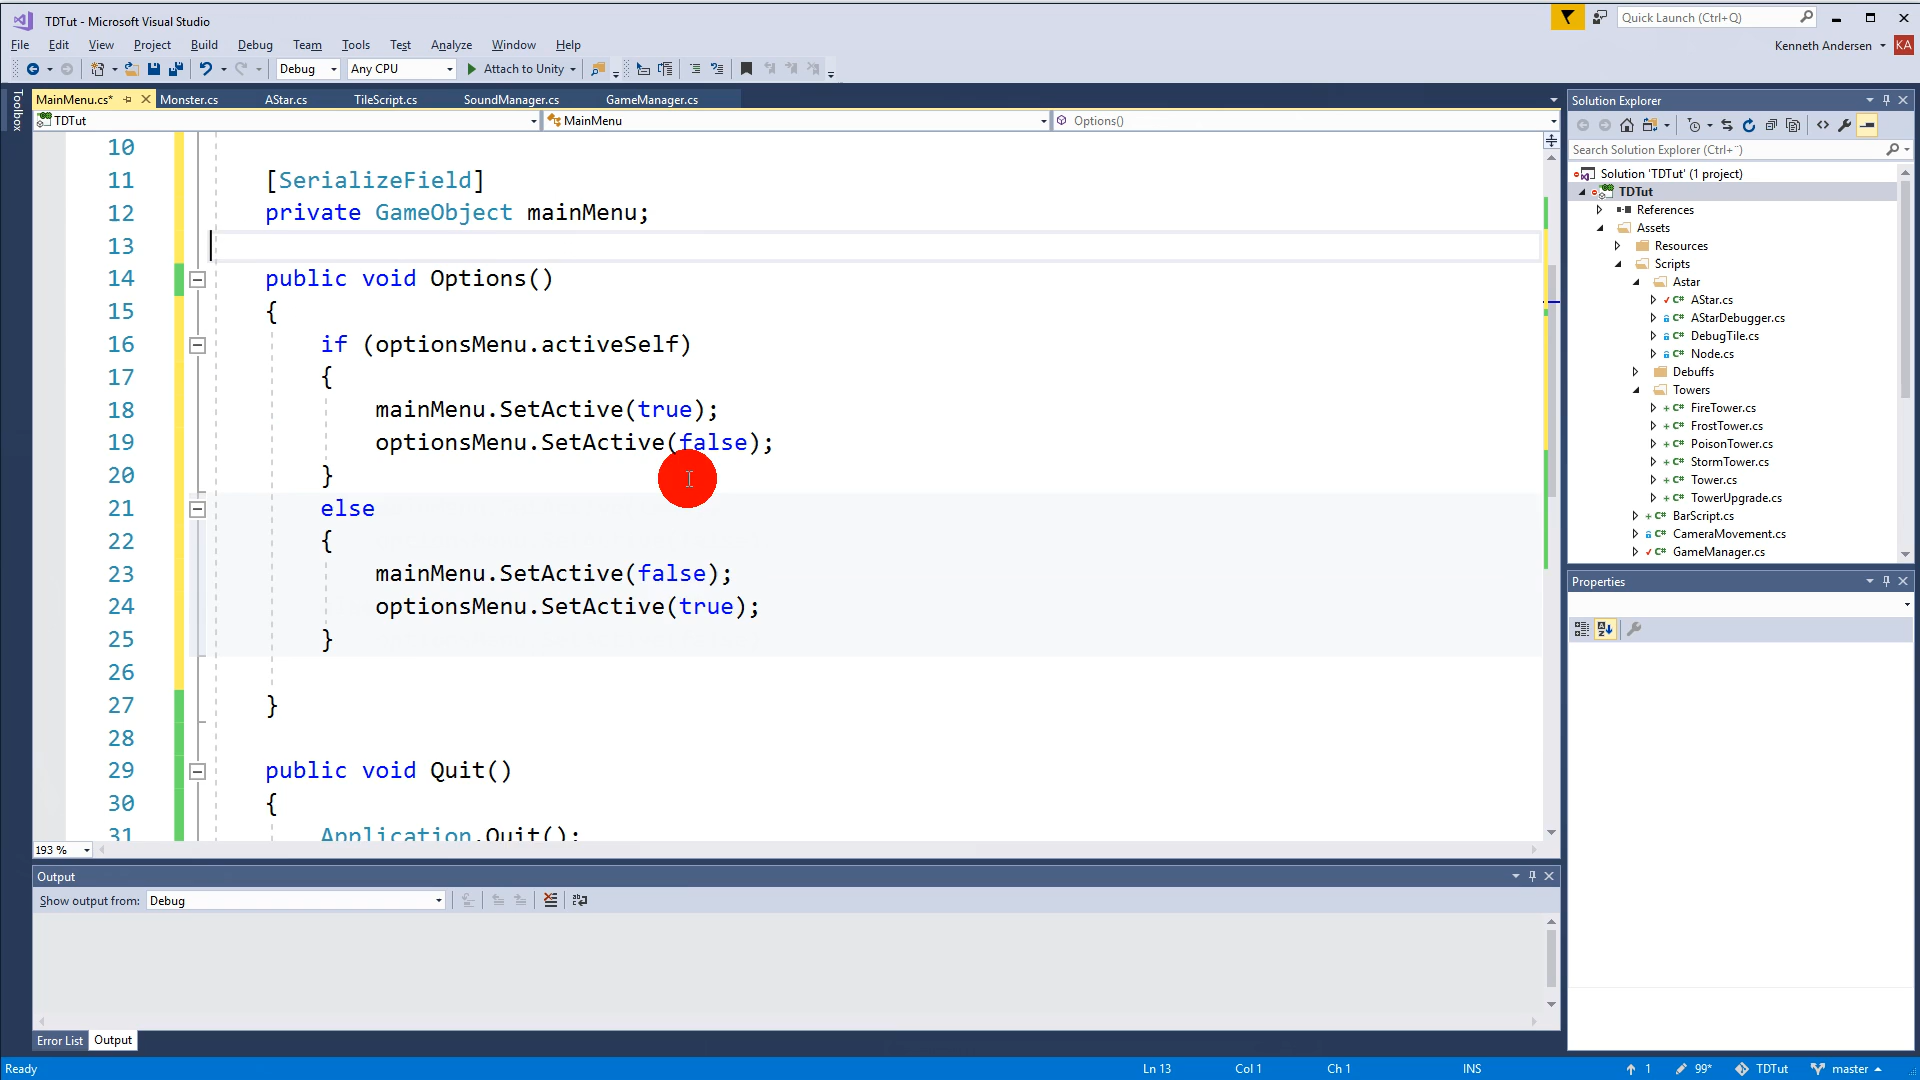 TDTut - Microsoft Visual Studio
Quick Launch (Ctrl+Q)
File Edit View Project Build Debug Team Tools Test Analyze Window Help
Kenneth Andersen KA
Debug Any CPU Attach to Unity
Toolbox
MainMenu.cs* Monster.cs AStar.cs TileScript.cs SoundManager.cs GameManager.cs
TDTut MainMenu Options()
10
11 [SerializeField]
12 private GameObject mainMenu;
13
14 public void Options()
15 {
16 if (optionsMenu.activeSelf)
17 {
18 mainMenu.SetActive(true);
19 optionsMenu.SetActive(false);
20 }
21 else
22 {
23 mainMenu.SetActive(false);
24 optionsMenu.SetActive(true);
25 }
26
27 }
28
29 public void Quit()
30 {
31 Application.Quit();
193 %
Output
Show output from: Debug
Error List Output
Solution Explorer
Search Solution Explorer (Ctrl+¨)
Solution 'TDTut' (1 project)
TDTut
References
Assets
Resources
Scripts
Astar
C# AStar.cs
C# AStarDebugger.cs
C# DebugTile.cs
C# Node.cs
Debuffs
Towers
C# FireTower.cs
C# FrostTower.cs
C# PoisonTower.cs
C# StormTower.cs
C# Tower.cs
C# TowerUpgrade.cs
C# BarScript.cs
C# CameraMovement.cs
C# GameManager.cs
Properties
Ready Ln 13 Col 1 Ch 1 INS 1 99* TDTut master